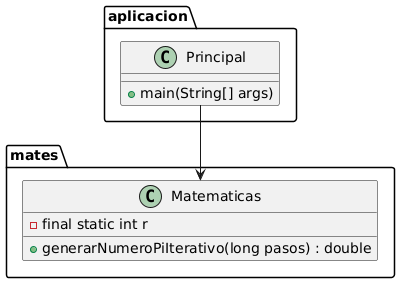 aplicacion
C Principal
main(String[] args)
mates
C Matematicas
final static int r
generarNumeroPiIterativo(long pasos) : double